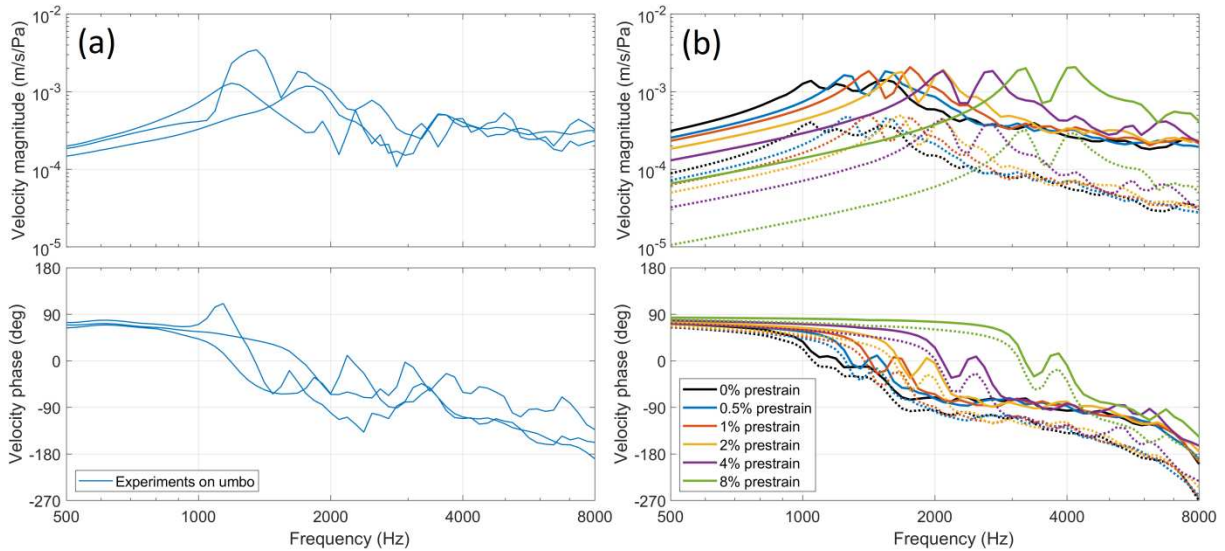 (a)
Velocity magnitude (m/s/Pa)
10-2
10-3
10-4
10-5
Velocity phase (deg)
180
90
0
-90
-180
-270
Experiments on umbo
500 1000 2000 4000 8000
Frequency (Hz)
(b)
Velocity magnitude (m/s/Pa)
10-2
10-3
10-4
10-5
Velocity phase (deg)
180
90
0
-90
-180
-270
0% prestrain
0.5% prestrain
1% prestrain
2% prestrain
4% prestrain
8% prestrain
500 1000 2000 4000 8000
Frequency (Hz)